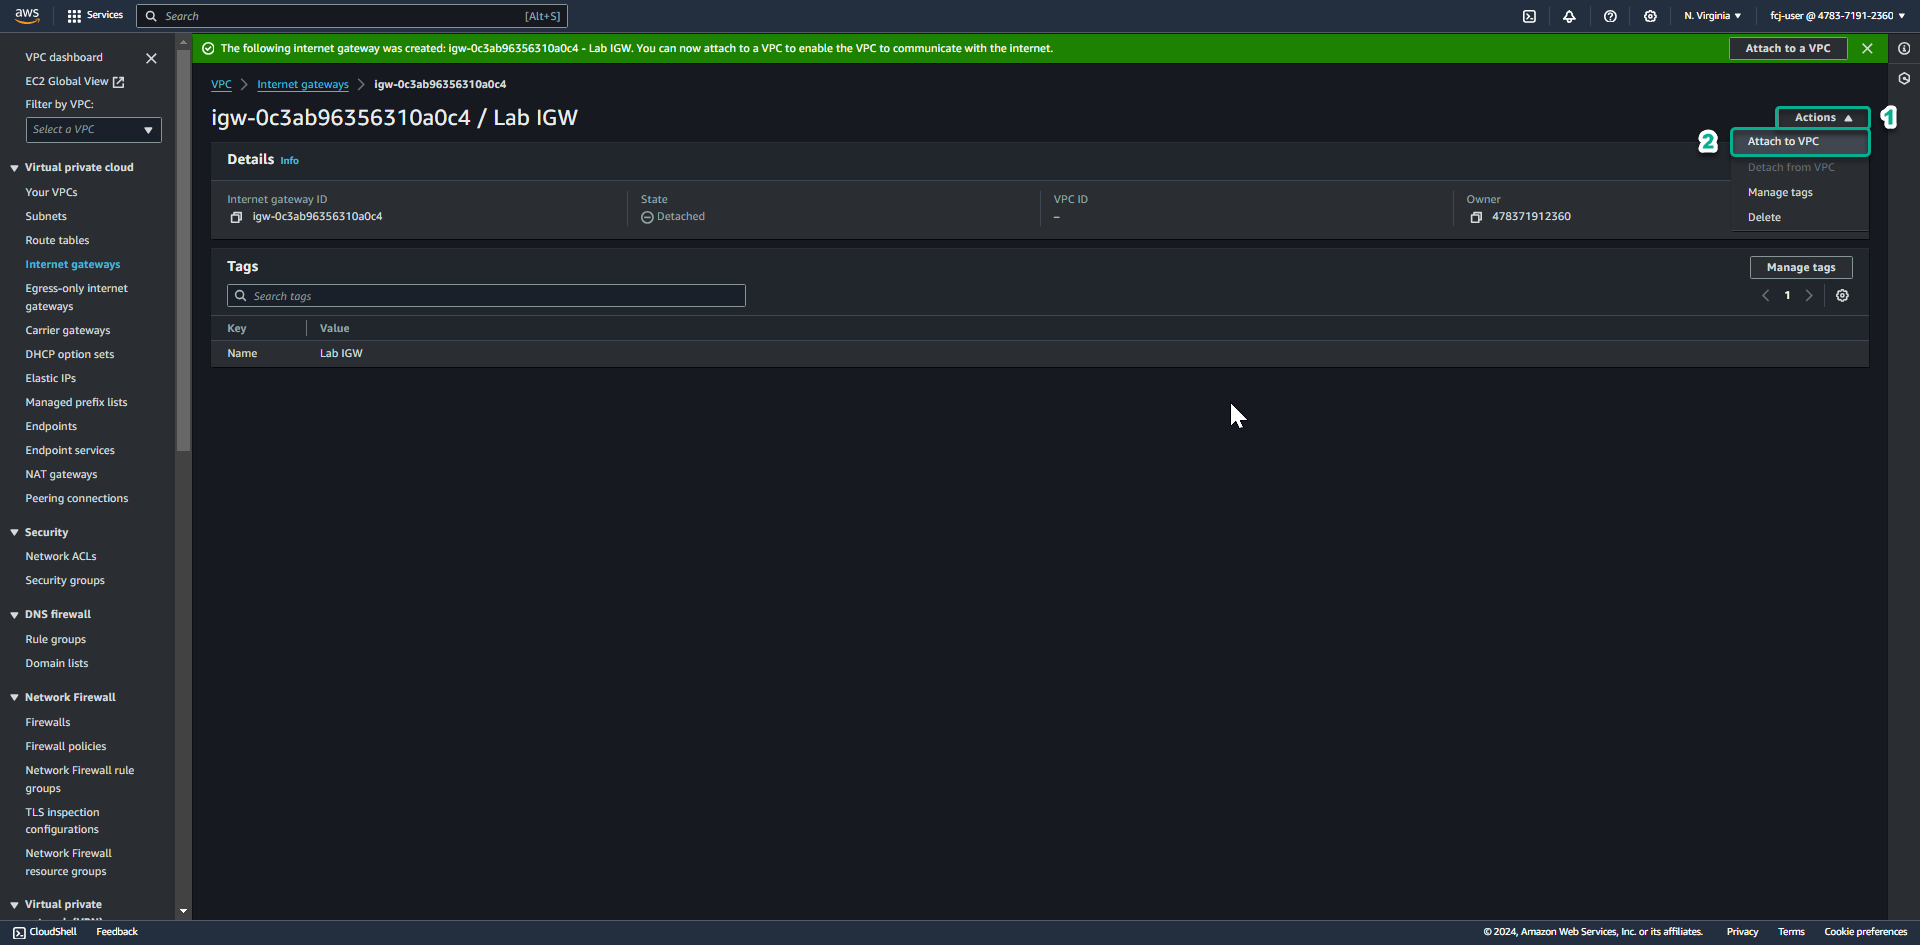 aws
Services
Search
[Alt+S]
N. Virginia
fcj-user @ 4783-7191-2360
VPC dashboard
EC2 Global View
Filter by VPC:
Select a VPC
Virtual private cloud
Your VPCs
Subnets
Route tables
Internet gateways
Egress-only internet
gateways
Carrier gateways
DHCP option sets
Elastic IPs
Managed prefix lists
Endpoints
Endpoint services
NAT gateways
Peering connections
Security
Network ACLs
Security groups
DNS firewall
Rule groups
Domain lists
Network Firewall
Firewalls
Firewall policies
Network Firewall rule
groups
TLS inspection
configurations
Network Firewall
resource groups
Virtual private
network (VPN)
The following internet gateway was created: igw-0c3ab96356310a0c4 - Lab IGW. You can now attach to a VPC to enable the VPC to communicate with the internet.
Attach to a VPC
VPC
Internet gateways
igw-0c3ab96356310a0c4
igw-0c3ab96356310a0c4 / Lab IGW
Actions
1
2
Attach to VPC
Detach from VPC
Manage tags
Delete
Details
Info
Internet gateway ID
igw-0c3ab96356310a0c4
State
Detached
VPC ID
–
Owner
478371912360
Tags
Manage tags
Search tags
1
Key
Value
Name
Lab IGW
CloudShell
Feedback
© 2024, Amazon Web Services, Inc. or its affiliates.
Privacy
Terms
Cookie preferences